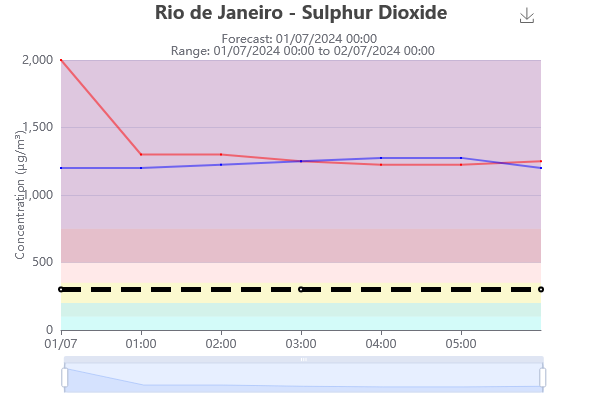 Rio de Janeiro - Sulphur Dioxide
Forecast: 01/07/2024 00:00
Range: 01/07/2024 00:00 to 02/07/2024 00:00
Concentration (µg/m³)
2,000
1,500
1,000
500
0
01/07 01:00 02:00 03:00 04:00 05:00